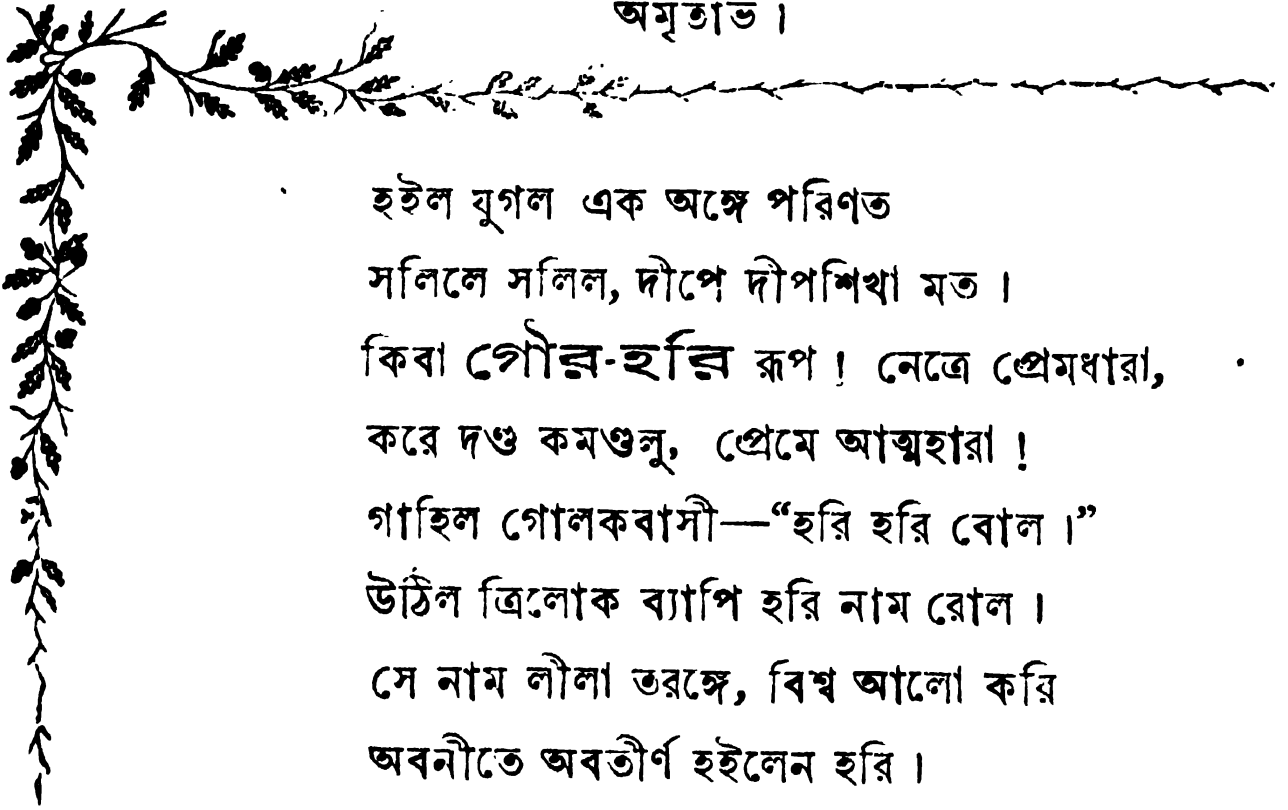 অমৃতাভ।
হইল যুগল এক অঙ্গে পরিণত
সলিলে সলিল, দীপে দীপশিখা মত।
কিবা গৌর-হরি রূপ! নেত্রে প্রেমধারা,
করে দণ্ড কমণ্ডলু, প্রেমে আত্মহারা!
গাহিল গোলকবাসী—“হরি হরি বোল।”
উঠিল ত্রিলোক ব্যাপি হরি নাম রোল।
সে নাম লীলা তরঙ্গে, বিশ্ব আলো করি
অবনীতে অবতীর্ণ হইলেন হরি।